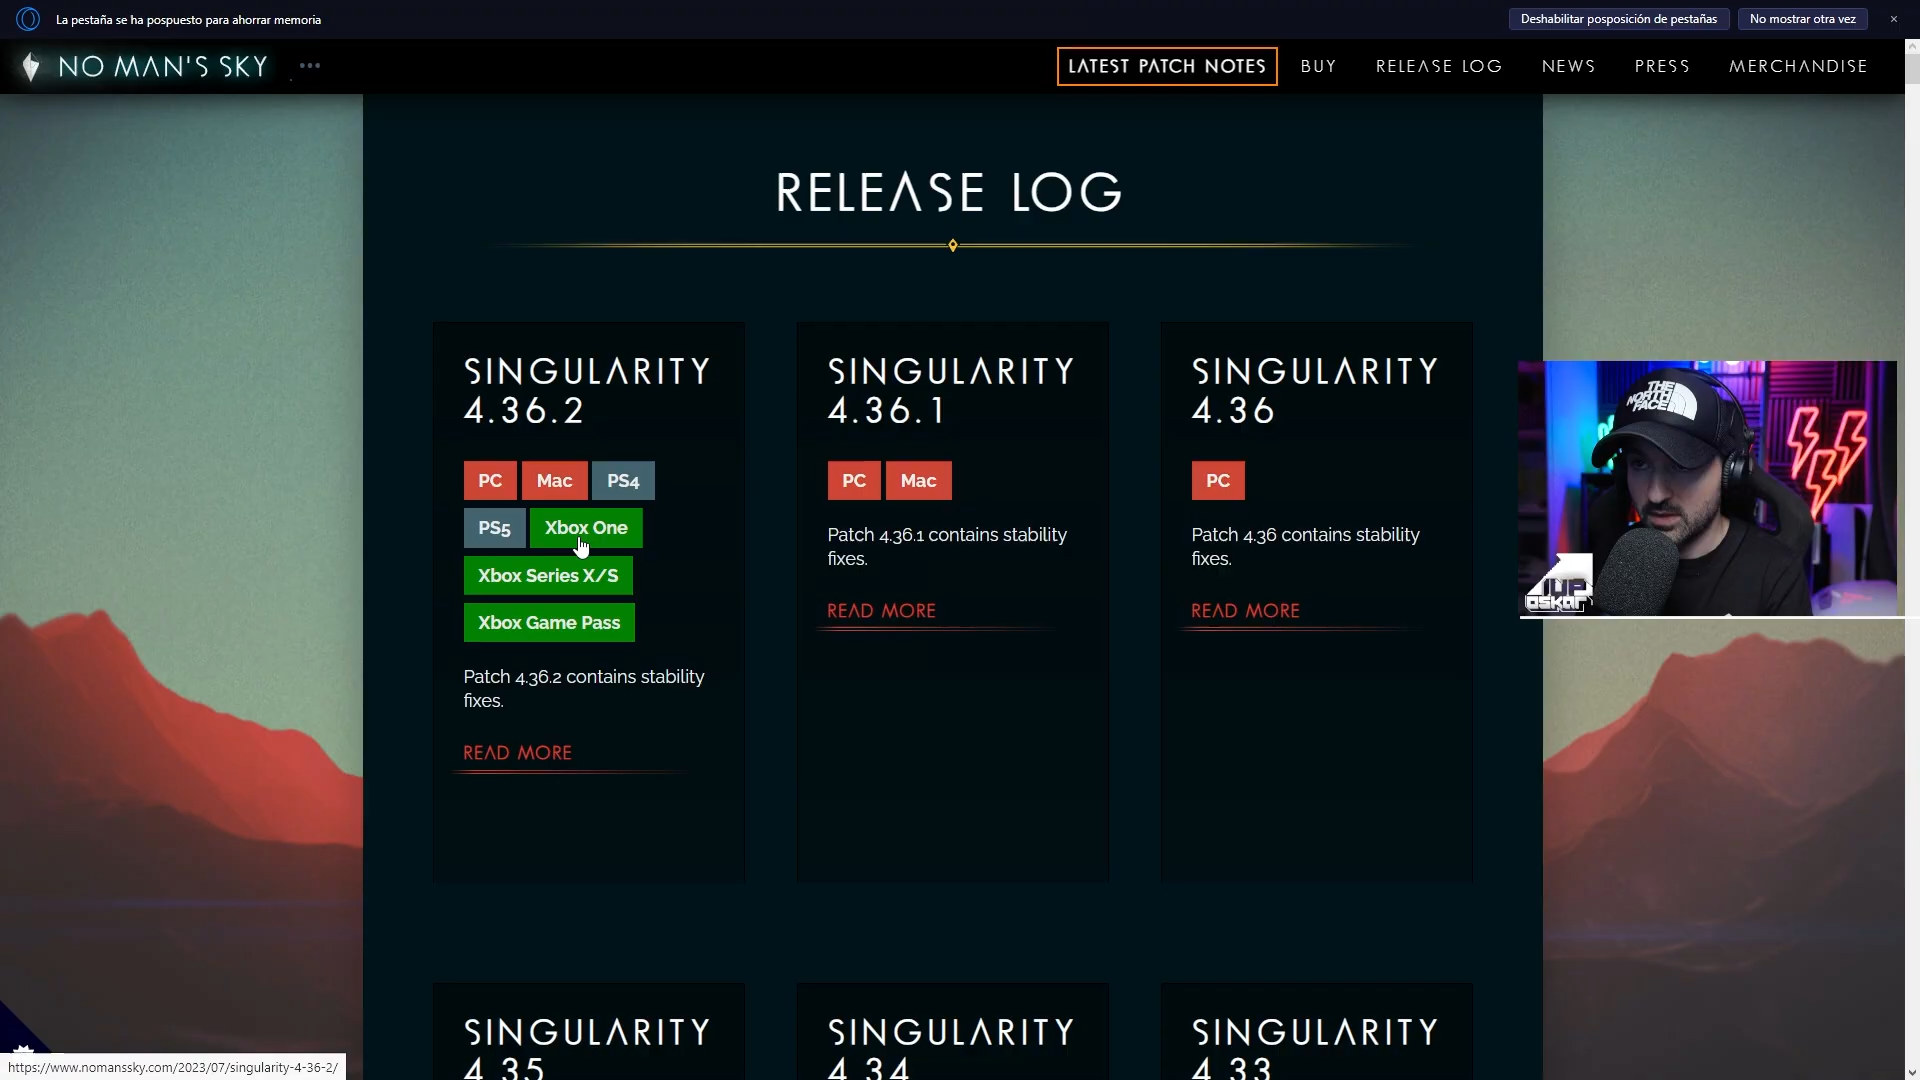 La pestaña se ha pospuesto para ahorrar memoria
Deshabilitar posposición de pestañas
No mostrar otra vez
NO MAN'S SKY
LATEST PATCH NOTES
BUY
RELEASE LOG
NEWS
PRESS
MERCHANDISE
RELEASE LOG
SINGULARITY
4.36.2
PC
Mac
PS4
PS5
Xbox One
Xbox Series X/S
Xbox Game Pass
Patch 4.36.2 contains stability
fixes.
READ MORE
SINGULARITY
4.36.1
PC
Mac
Patch 4.36.1 contains stability
fixes.
READ MORE
SINGULARITY
4.36
PC
Patch 4.36 contains stability
fixes.
READ MORE
THE
NORTH
FACE
1UP
oskar
SINGULARITY
4.35
SINGULARITY
4.34
SINGULARITY
4.33
https://www.nomanssky.com/2023/07/singularity-4-36-2/